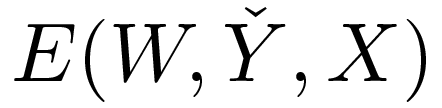 E(W, Y̌, X)